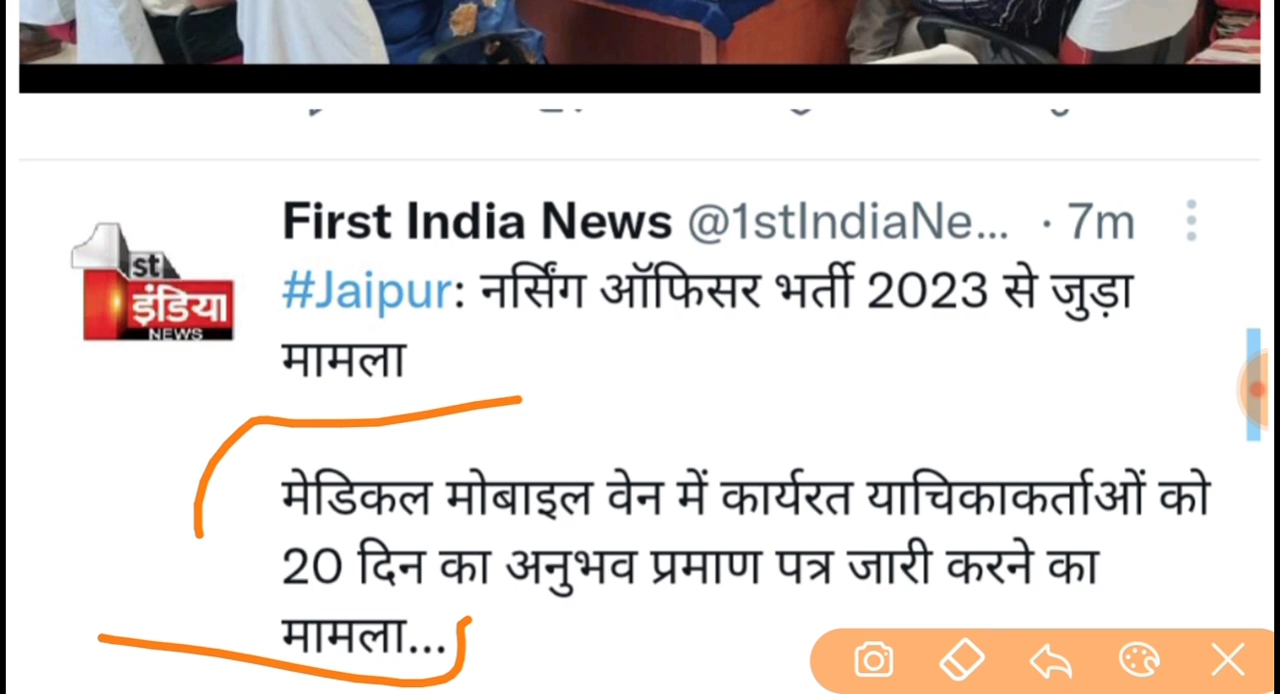 First India News @1stIndiaNe... · 7m
1st
इंडिया
NEWS
#Jaipur: नर्सिंग ऑफिसर भर्ती 2023 से जुड़ा
मामला
मेडिकल मोबाइल वेन में कार्यरत याचिकाकर्ताओं को
20 दिन का अनुभव प्रमाण पत्र जारी करने का
मामला...